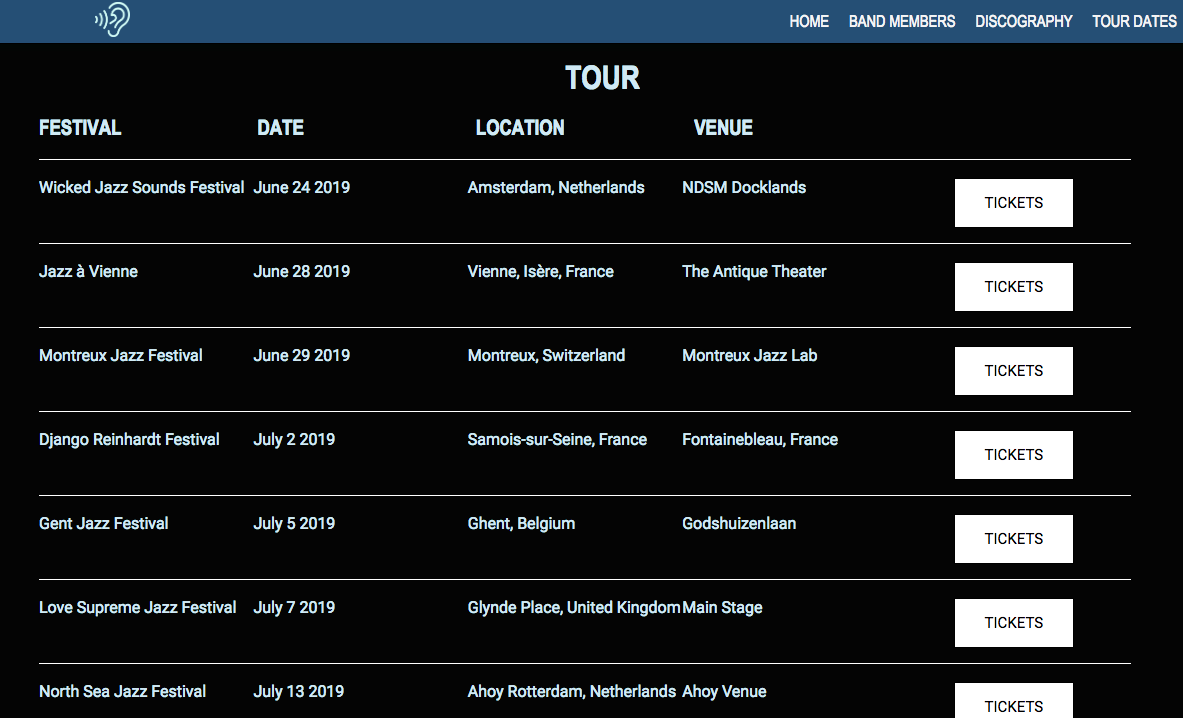 HOME BAND MEMBERS DISCOGRAPHY TOUR DATES
TOUR
FESTIVAL DATE LOCATION VENUE
Wicked Jazz Sounds Festival June 24 2019 Amsterdam, Netherlands NDSM Docklands TICKETS
Jazz à Vienne June 28 2019 Vienne, Isère, France The Antique Theater TICKETS
Montreux Jazz Festival June 29 2019 Montreux, Switzerland Montreux Jazz Lab TICKETS
Django Reinhardt Festival July 2 2019 Samois-sur-Seine, France Fontainebleau, France TICKETS
Gent Jazz Festival July 5 2019 Ghent, Belgium Godshuizenlaan TICKETS
Love Supreme Jazz Festival July 7 2019 Glynde Place, United Kingdom Main Stage TICKETS
North Sea Jazz Festival July 13 2019 Ahoy Rotterdam, Netherlands Ahoy Venue TICKETS